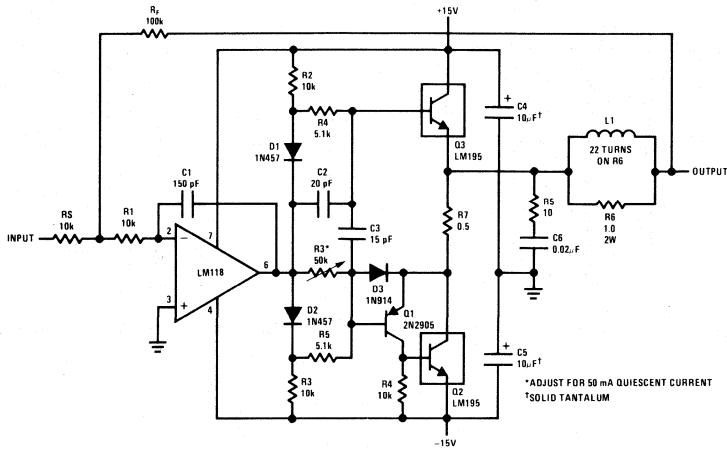 RF
100k
+15V
R2
10k
R4
5.1k
C4
10µF†
Q3
LM195
L1
22 TURNS
ON R6
D1
1N457
C1
150 pF
C2
20 pF
OUTPUT
RS
10k
R1
10k
R7
0.5
R5
10
R6
1.0
2W
C3
15 pF
C6
0.02µF
INPUT
2
7
R3*
50k
LM118
6
D3
1N914
3
4
D2
1N457
Q1
2N2905
R5
5.1k
C5
10µF†
R3
10k
R4
10k
Q2
LM195
*ADJUST FOR 50 mA QUIESCENT CURRENT
†SOLID TANTALUM
−15V